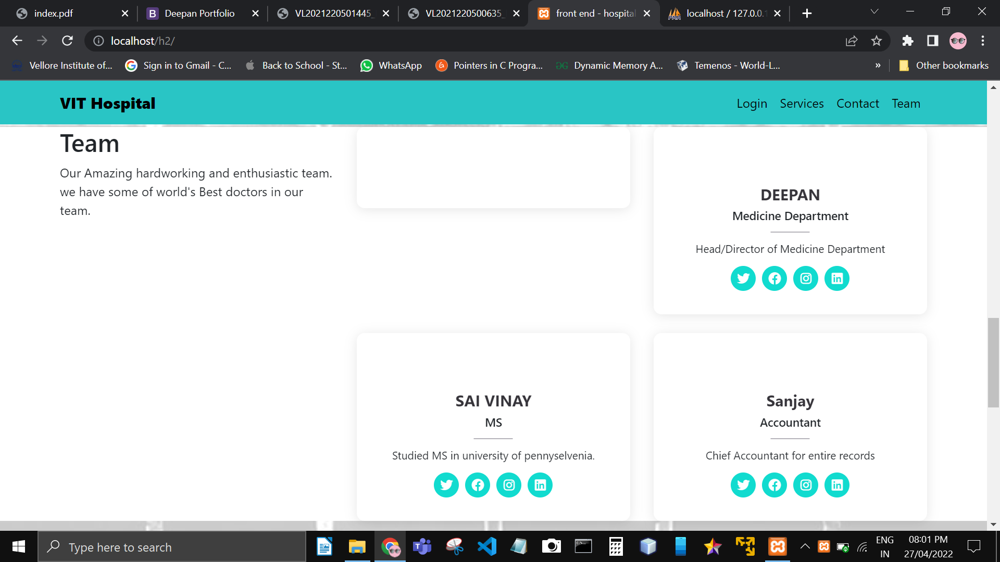 index.pdf
Deepan Portfolio
VL2021220501445_
VL2021220500635_
front end - hospital
localhost / 127.0.0.1
localhost/h2/
Vellore Institute of...
Sign in to Gmail - C...
Back to School - St...
WhatsApp
Pointers in C Progra...
Dynamic Memory A...
Temenos - World-L...
»
Other bookmarks
VIT Hospital
Login
Services
Contact
Team
Team
Our Amazing hardworking and enthusiastic team.
we have some of world's Best doctors in our
team.
DEEPAN
Medicine Department
Head/Director of Medicine Department
SAI VINAY
MS
Studied MS in university of pennyselvenia.
Sanjay
Accountant
Chief Accountant for entire records
Type here to search
ENG
IN
08:01 PM
27/04/2022